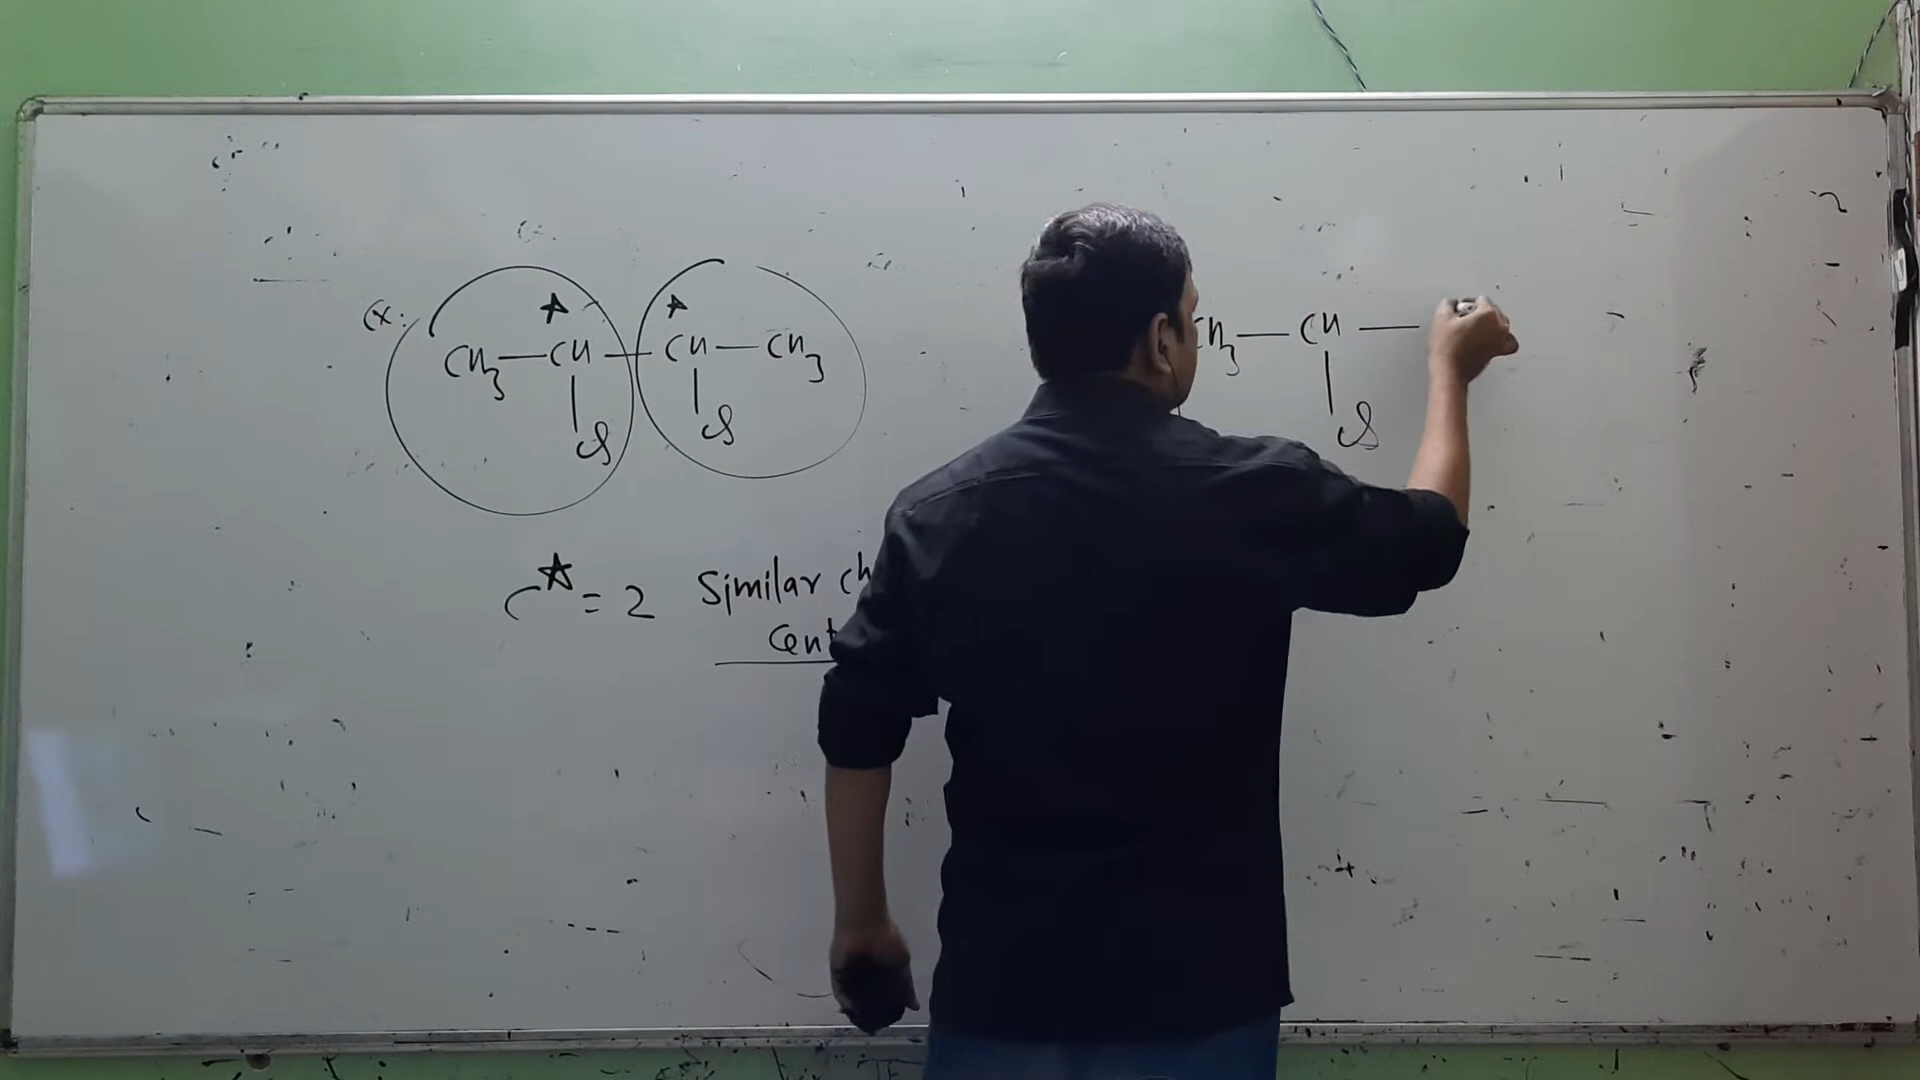 Ex:
CH3—CH—CH—CH3
Cl Cl
C* = 2 Similar Ch
Cent
CH3—CH—
Cl